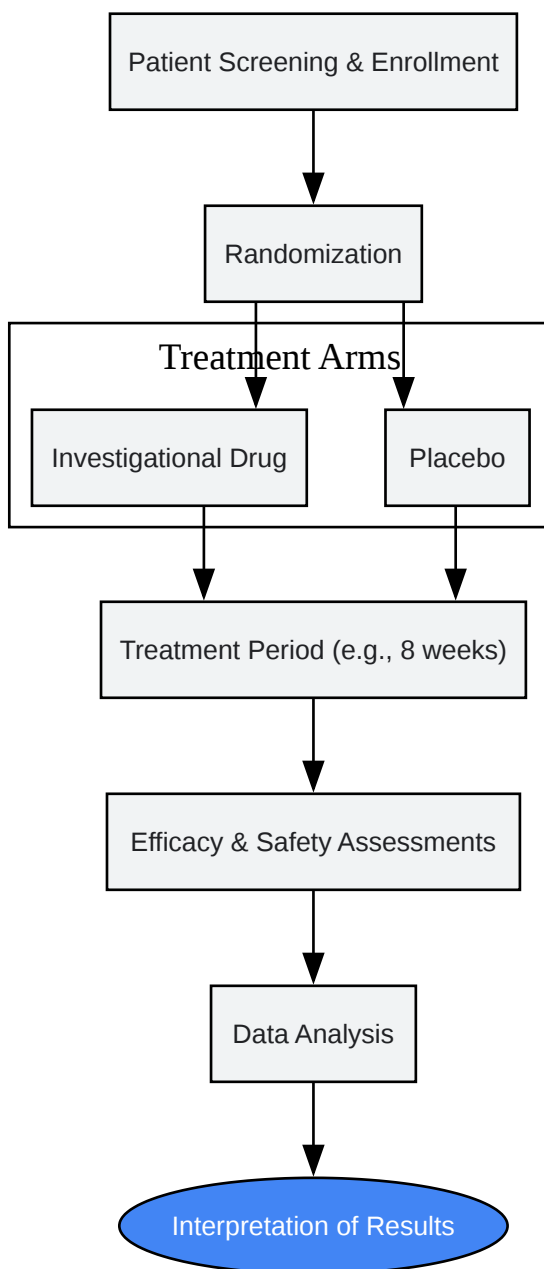 Patient Screening & Enrollment
Randomization
Treatment Arms
Investigational Drug
Placebo
Treatment Period (e.g., 8 weeks)
Efficacy & Safety Assessments
Data Analysis
Interpretation of Results